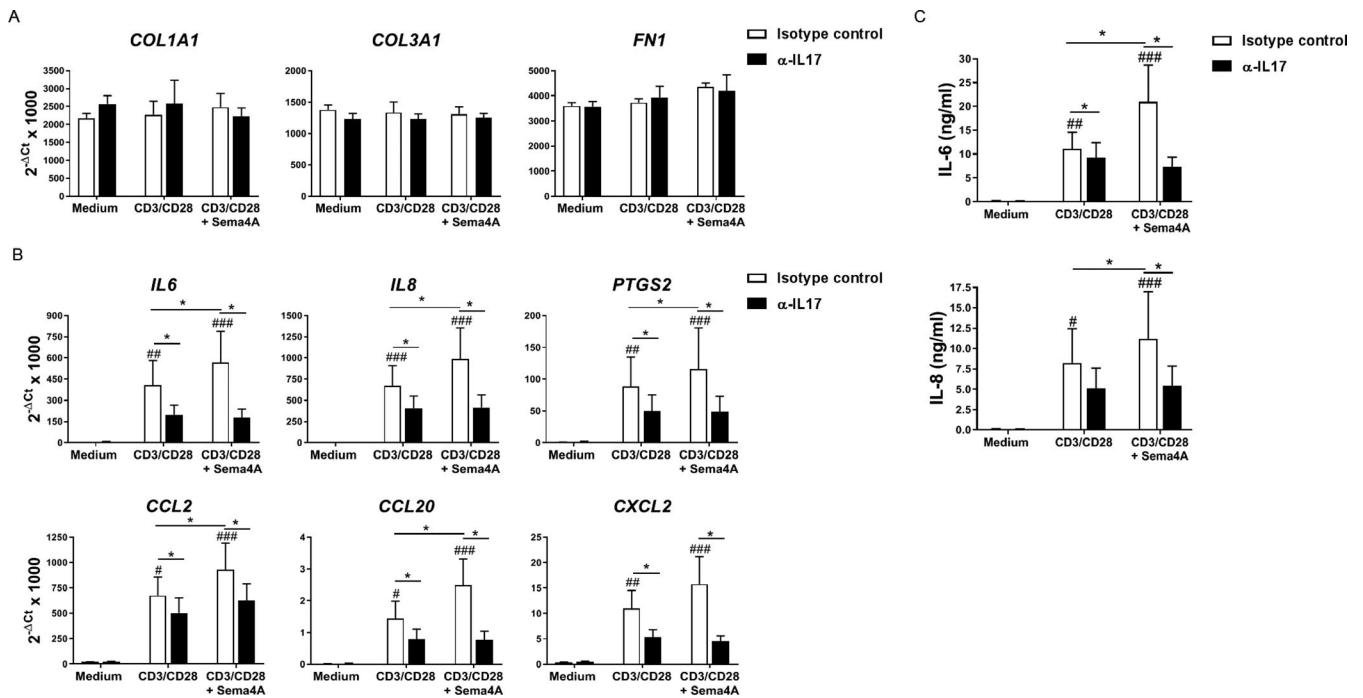 A
COL1A1
COL3A1
FN1
Isotype control
α-IL17
2^-ΔCt x 1000
3500
3000
2500
2000
1500
1000
500
0
Medium
CD3/CD28
CD3/CD28
+ Sema4A
2000
1500
1000
500
0
Medium
CD3/CD28
CD3/CD28
+ Sema4A
5000
4000
3000
2000
1000
0
Medium
CD3/CD28
CD3/CD28
+ Sema4A
B
IL6
IL8
PTGS2
Isotype control
α-IL17
2^-ΔCt x 1000
900
750
600
450
300
150
0
##
*
*
###
*
Medium
CD3/CD28
CD3/CD28
+ Sema4A
1500
1250
1000
750
500
250
0
###
*
*
###
*
Medium
CD3/CD28
CD3/CD28
+ Sema4A
200
150
100
50
0
##
*
*
###
*
Medium
CD3/CD28
CD3/CD28
+ Sema4A
CCL2
CCL20
CXCL2
2^-ΔCt x 1000
1250
1000
750
500
250
0
#
*
*
###
*
Medium
CD3/CD28
CD3/CD28
+ Sema4A
4
3
2
1
0
#
*
*
###
*
Medium
CD3/CD28
CD3/CD28
+ Sema4A
25
20
15
10
5
0
##
*
###
*
Medium
CD3/CD28
CD3/CD28
+ Sema4A
C
Isotype control
α-IL17
IL-6 (ng/ml)
30
25
20
15
10
5
0
##
*
*
###
*
Medium
CD3/CD28
CD3/CD28
+ Sema4A
IL-8 (ng/ml)
17.5
15.0
12.5
10.0
7.5
5.0
2.5
0.0
#
*
###
*
Medium
CD3/CD28
CD3/CD28
+ Sema4A